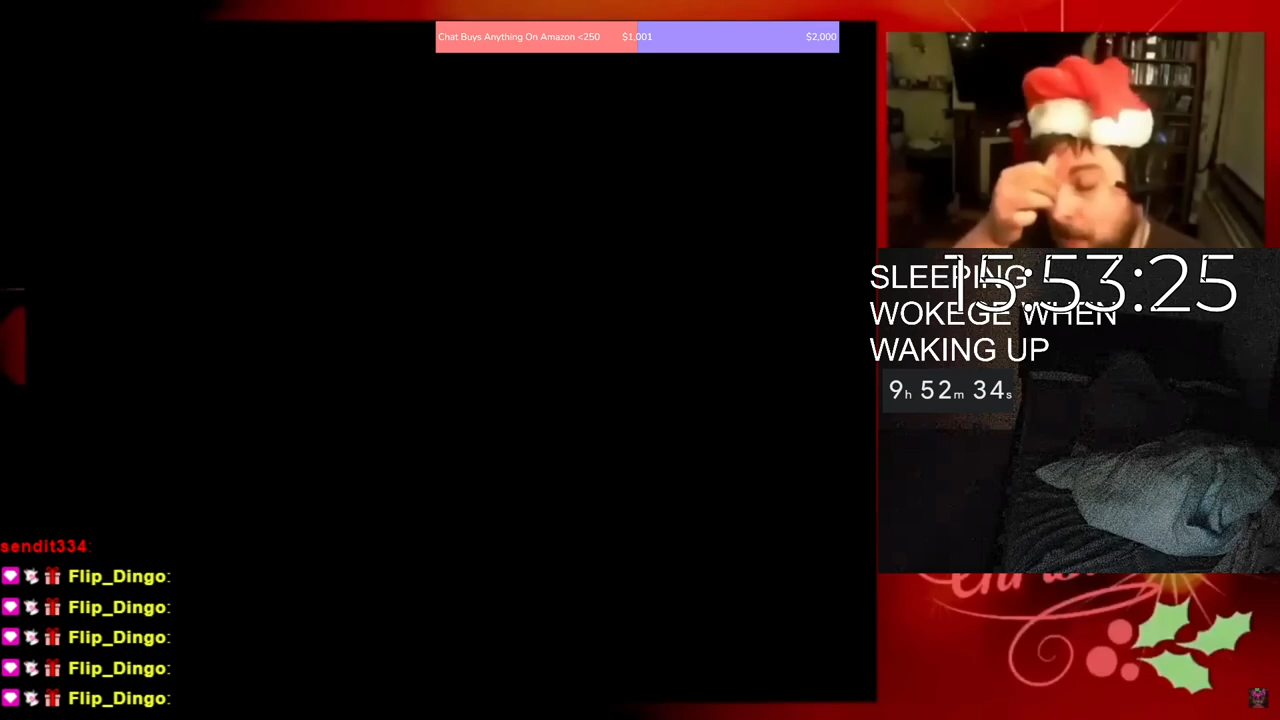 Chat Buys Anything On Amazon <250 $1,001 $2,000
15:53:25
SLEEPING
WOKEGE WHEN
WAKING UP
9h 52m 34s
sendit334:
Flip_Dingo:
Flip_Dingo:
Flip_Dingo:
Flip_Dingo:
Flip_Dingo: